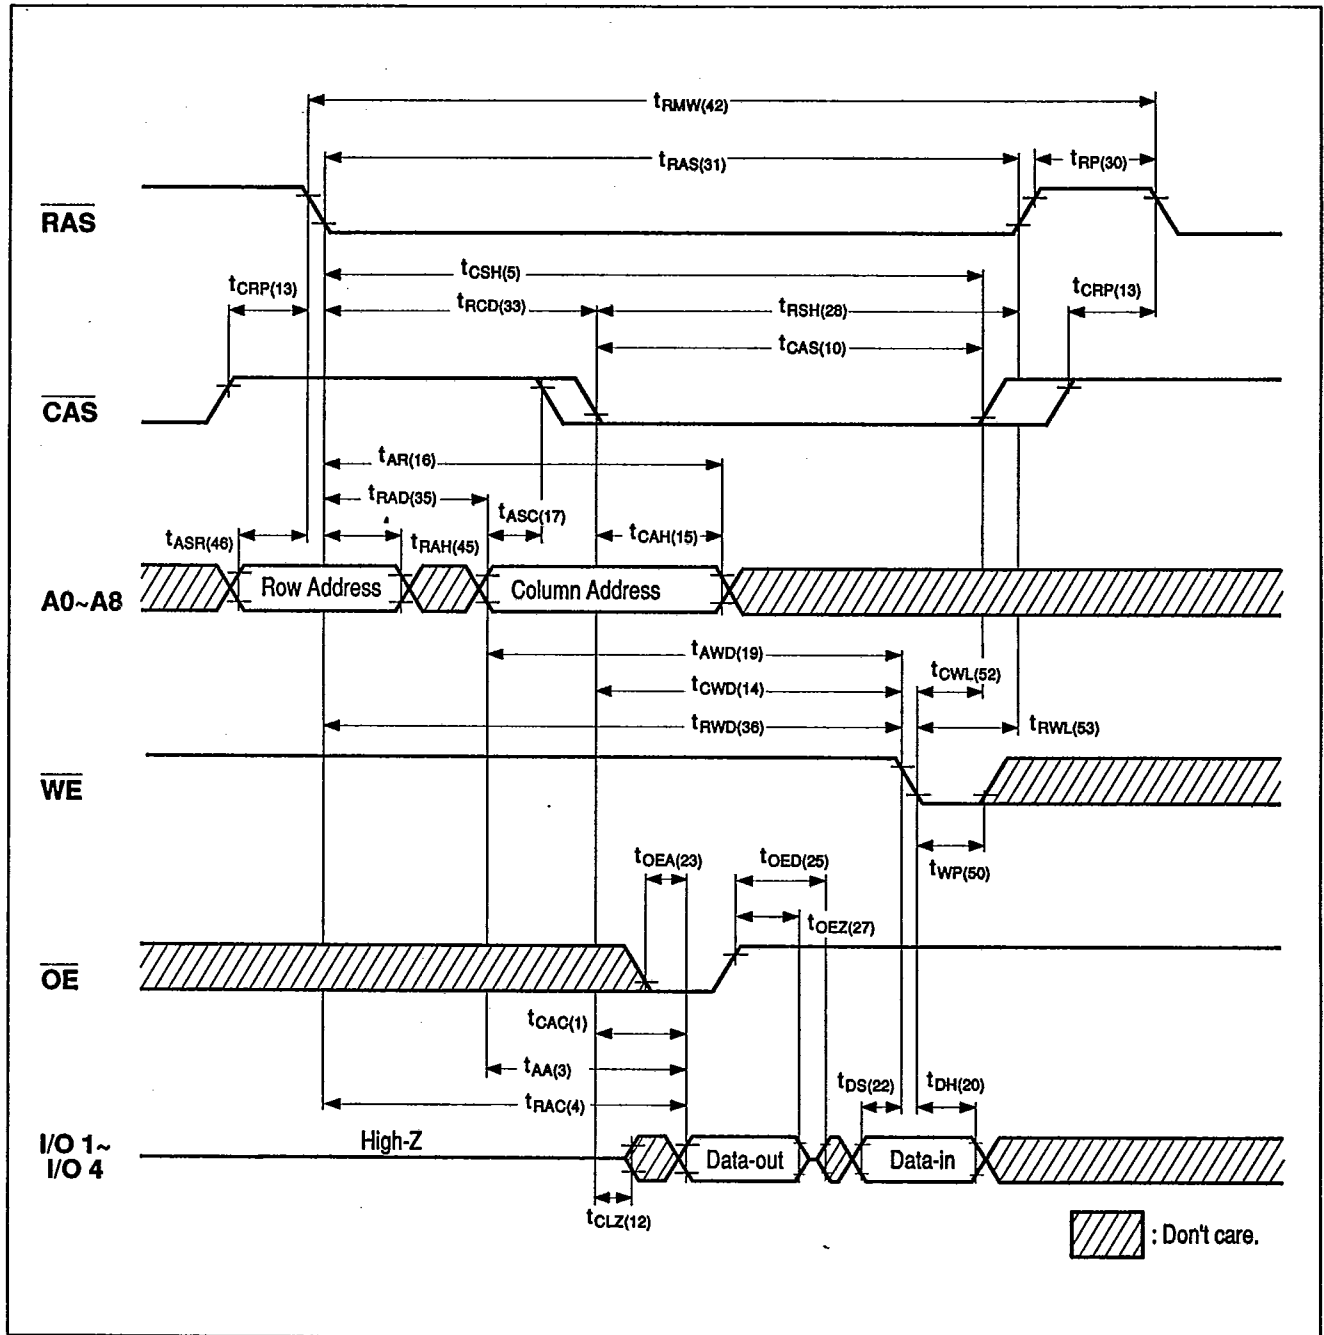 tRMW(42)
tRAS(31)
tRP(30)
RAS
tCSH(5)
tCRP(13)
tRCD(33)
tRSH(28)
tCRP(13)
tCAS(10)
CAS
tAR(16)
tRAD(35)
tASC(17)
tASR(46)
tRAH(45)
tCAH(15)
A0~A8
Row Address
Column Address
tAWD(19)
tCWL(52)
tCWD(14)
tRWD(36)
tRWL(53)
WE
tOEA(23)
tOED(25)
tWP(50)
tOEZ(27)
OE
tCAC(1)
tAA(3)
tDS(22)
tDH(20)
tRAC(4)
I/O 1~
I/O 4
High-Z
Data-out
Data-in
tCLZ(12)
: Don't care.